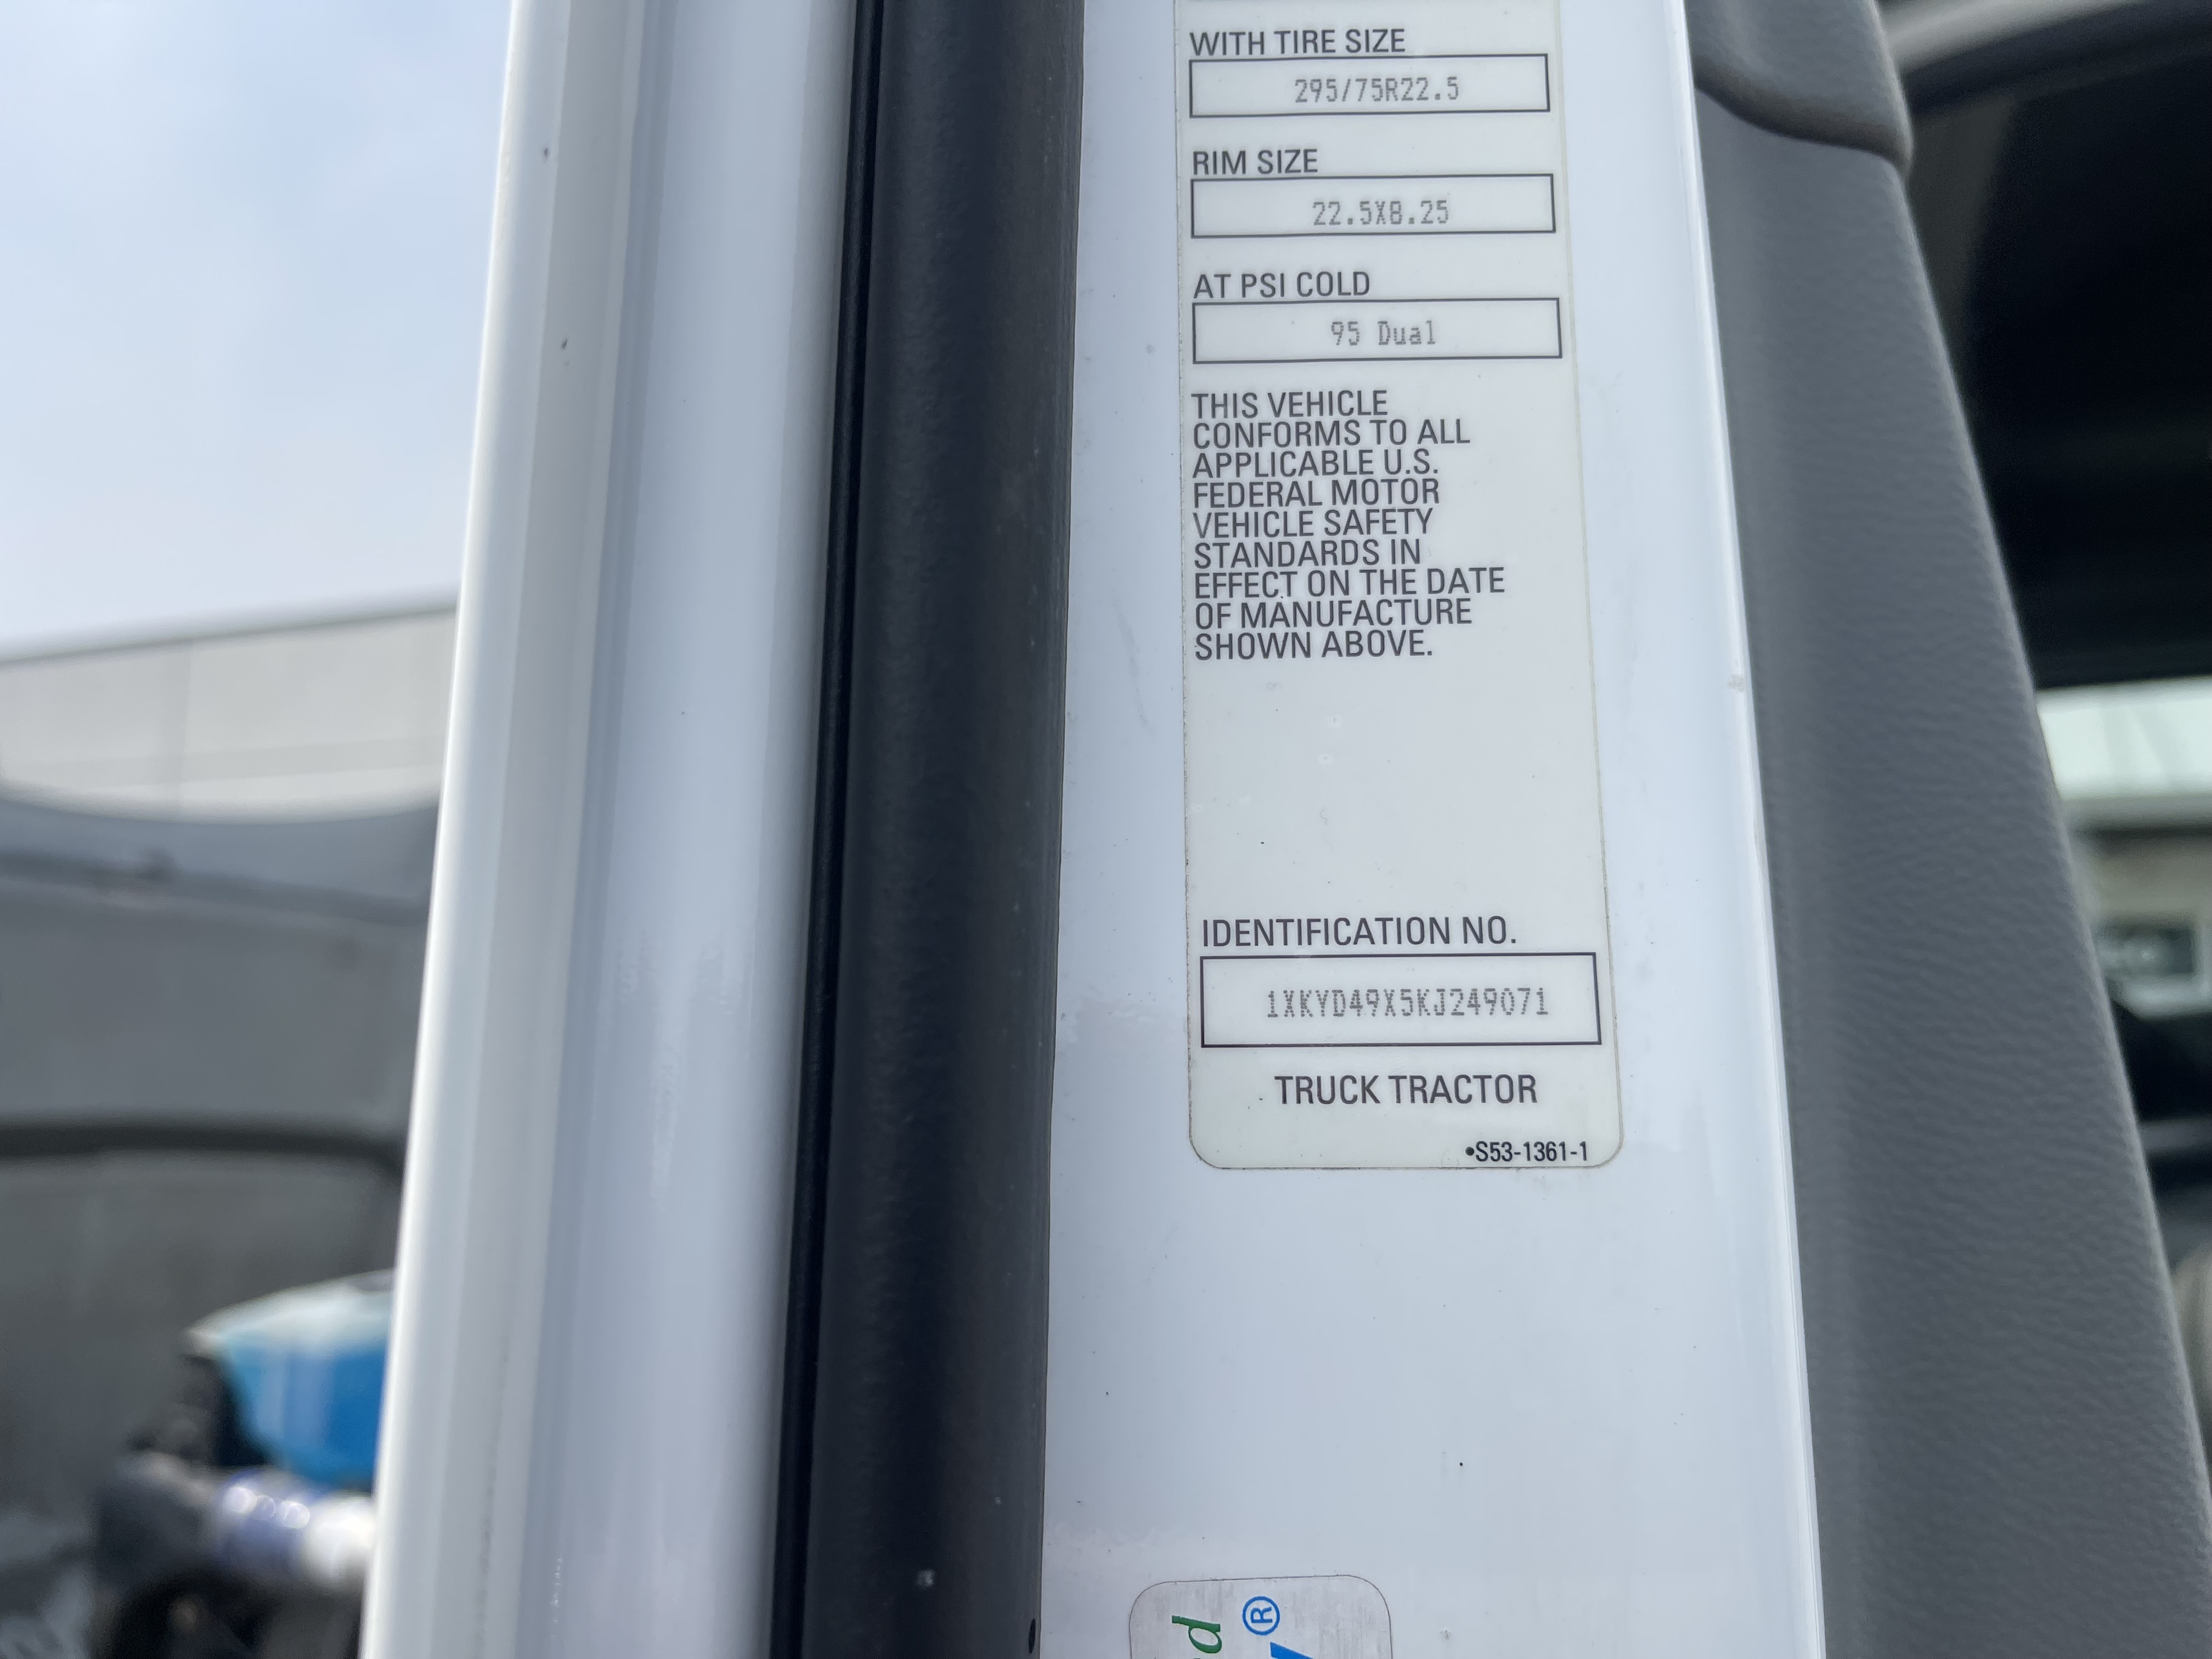 WITH TIRE SIZE
295/75R22.5
RIM SIZE
22.5X8.25
AT PSI COLD
95 Dual
THIS VEHICLE
CONFORMS TO ALL
APPLICABLE U.S.
FEDERAL MOTOR
VEHICLE SAFETY
STANDARDS IN
EFFECT ON THE DATE
OF MANUFACTURE
SHOWN ABOVE.
IDENTIFICATION NO.
1XKYD49X5KJ249071
TRUCK TRACTOR
•S53-1361-1
®